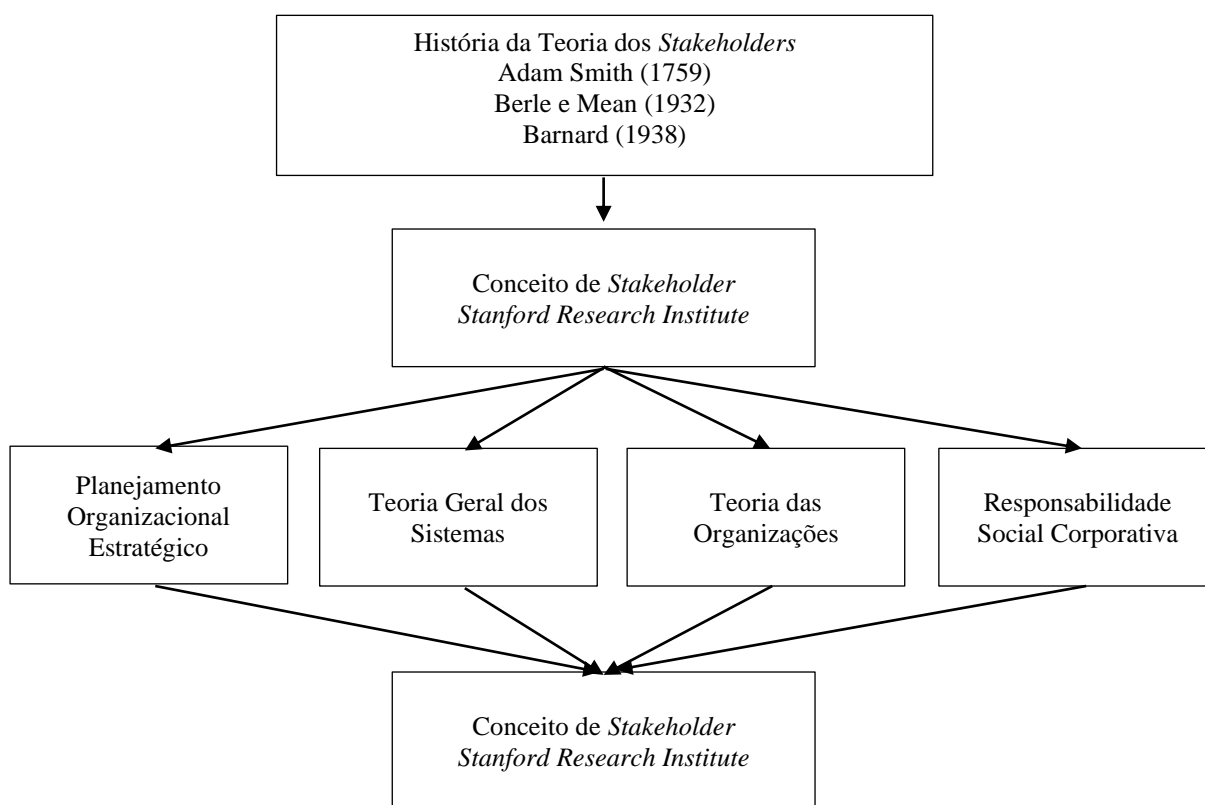 História da Teoria dos Stakeholders
Adam Smith (1759)
Berle e Mean (1932)
Barnard (1938)
Conceito de Stakeholder
Stanford Research Institute
Planejamento
Organizacional
Estratégico
Teoria Geral dos
Sistemas
Teoria das
Organizações
Responsabilidade
Social Corporativa
Conceito de Stakeholder
Stanford Research Institute